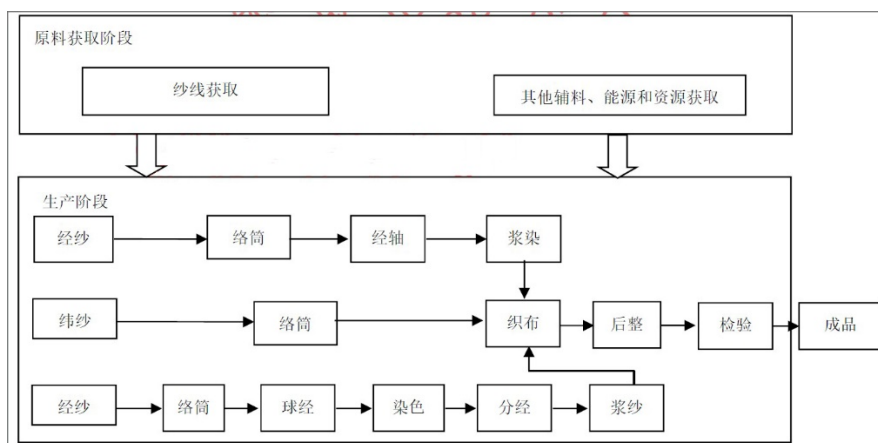 原料获取阶段
纱线获取
其他辅料、能源和资源获取
生产阶段
经纱
络筒
经轴
浆染
纬纱
络筒
织布
后整
检验
成品
经纱
络筒
球经
染色
分经
浆纱